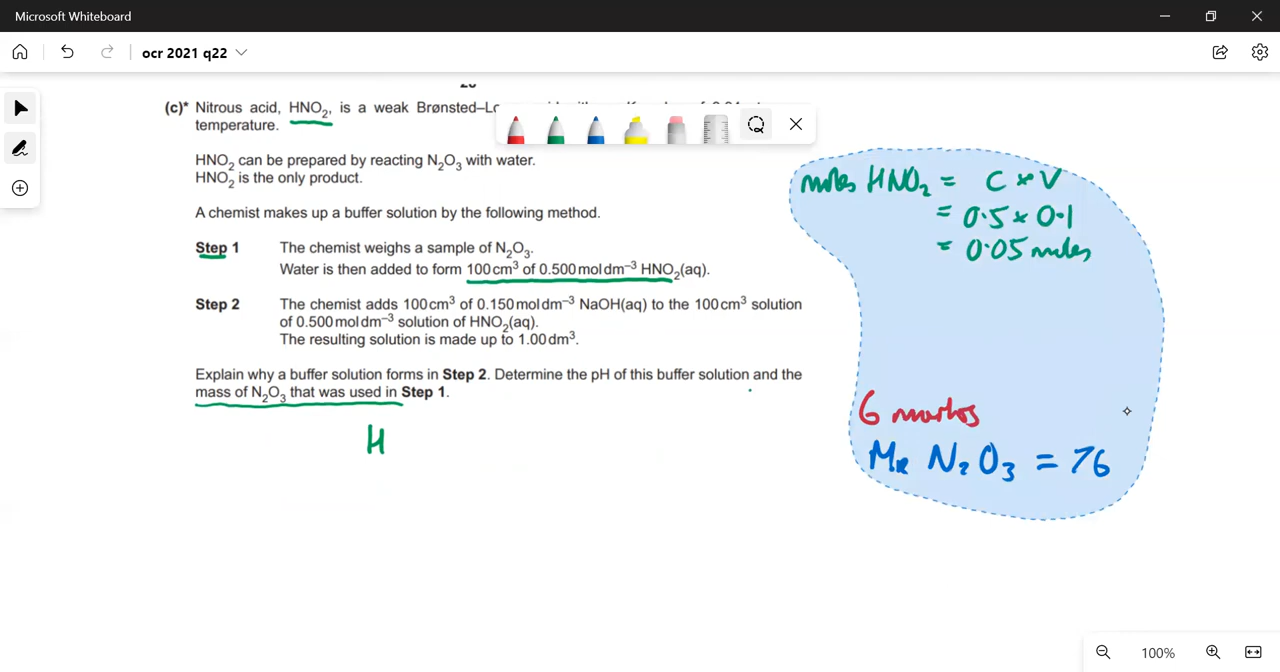 Microsoft Whiteboard
ocr 2021 q22
(c)* Nitrous acid, HNO₂, is a weak Brønsted–Lo
temperature.
HNO₂ can be prepared by reacting N₂O₃ with water.
HNO₂ is the only product.
A chemist makes up a buffer solution by the following method.
Step 1 The chemist weighs a sample of N₂O₃.
Water is then added to form 100 cm³ of 0.500 mol dm⁻³ HNO₂(aq).
Step 2 The chemist adds 100 cm³ of 0.150 mol dm⁻³ NaOH(aq) to the 100 cm³ solution
of 0.500 mol dm⁻³ solution of HNO₂(aq).
The resulting solution is made up to 1.00 dm³.
Explain why a buffer solution forms in Step 2. Determine the pH of this buffer solution and the
mass of N₂O₃ that was used in Step 1.
H
moles HNO₂ = C × V
= 0.5 × 0.1
= 0.05 moles
6 marks
Mr N₂O₃ = 76
100%